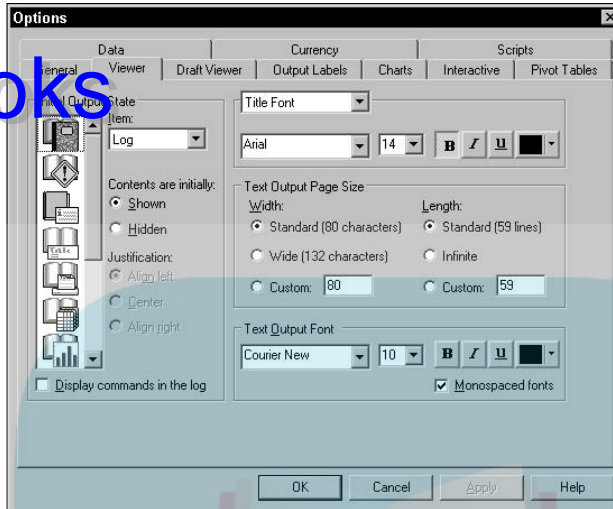 Options
Data Currency Scripts
General Viewer Draft Viewer Output Labels Charts Interactive Pivot Tables
oks
Initial Output State
Item:
Log
Contents are initially:
Shown
Hidden
Justification:
Align left
Center
Align right
Display commands in the log
Title Font
Arial 14 B I U
Text Output Page Size
Width: Length:
Standard (80 characters) Standard (59 lines)
Wide (132 characters) Infinite
Custom: 80 Custom: 59
Text Output Font
Courier New 10 B I U
Monospaced fonts
OK Cancel Apply Help